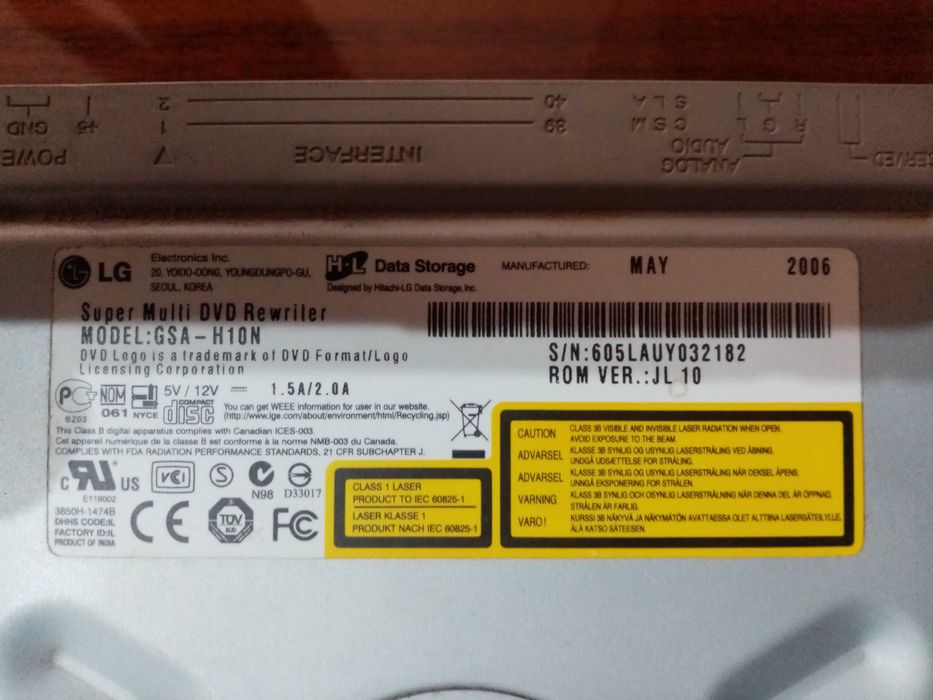 2 40 S L A
GND +5 1 39 C S M L G R
POWE INTERFACE ANALOG AUDIO
LG Electronics Inc.
20, YOIDO-DONG, YOUNGDUNGPO-GU,
SEOUL, KOREA
H·L Data Storage
Designed by Hitachi-LG Data Storage, Inc.
MANUFACTURED: MAY 2006
Super Multi DVD Rewriter
MODEL:GSA-H10N
DVD Logo is a trademark of DVD Format/Logo
Licensing Corporation
S/N:605LAUY032182
ROM VER.:JL10
BZ03
NOM
061
NYCE
5V / 12V 1.5A/2.0A
COMPACT
disc
You can get WEEE information for user in our website.
(http://www.lge.com/about/environment/html/Recycling.jsp)
This Class B digital apparatus complies with Canadian ICES-003.
Cet appareil numérique de la classe B est conforme à la norme NMB-003 du Canada.
COMPLIES WITH FDA RADIATION PERFORMANCE STANDARDS, 21 CFR SUBCHAPTER J.
C US
E119002
VCI
S
N98
D33017
3850H-1474B
DHHS CODE:IL
FACTORY ID:IL
PRODUCT OF INDIA
CE
TÜV
SÜD
FC
CLASS 1 LASER
PRODUCT TO IEC 60825-1
LASER KLASSE 1
PRODUKT NACH IEC 60825-1
CAUTION CLASS 3B VISIBLE AND INVISIBLE LASER RADIATION WHEN OPEN.
AVOID EXPOSURE TO THE BEAM.
ADVARSEL KLASSE 3B SYNLIG OG USYNLIG LASERSTRÅLING VED ÅBNING.
UNDGÅ UDSÆTTELSE FOR STRÅLING.
ADVARSEL KLASSE 3B SYNLIG OG USYNLIG LASERSTRÅLING NÅR DEKSEL ÅPENS.
UNNGÅ EKSPONERING FOR STRÅLEN.
VARNING KLASS 3B SYNLIG OCH OSYNLIG LASERSTRÅLNING NÄR DENNA DEL ÄR ÖPPNAD.
STRÅLEN ÄR FARLIG.
VARO! KURSSI 3B NÄKYVÄ JA NÄKYMÄTÖN AVATTAESSA OLET ALTTIINA LASERSÄTEILYLLE.
ÄLÄ KATSO SÄTEESEEN.